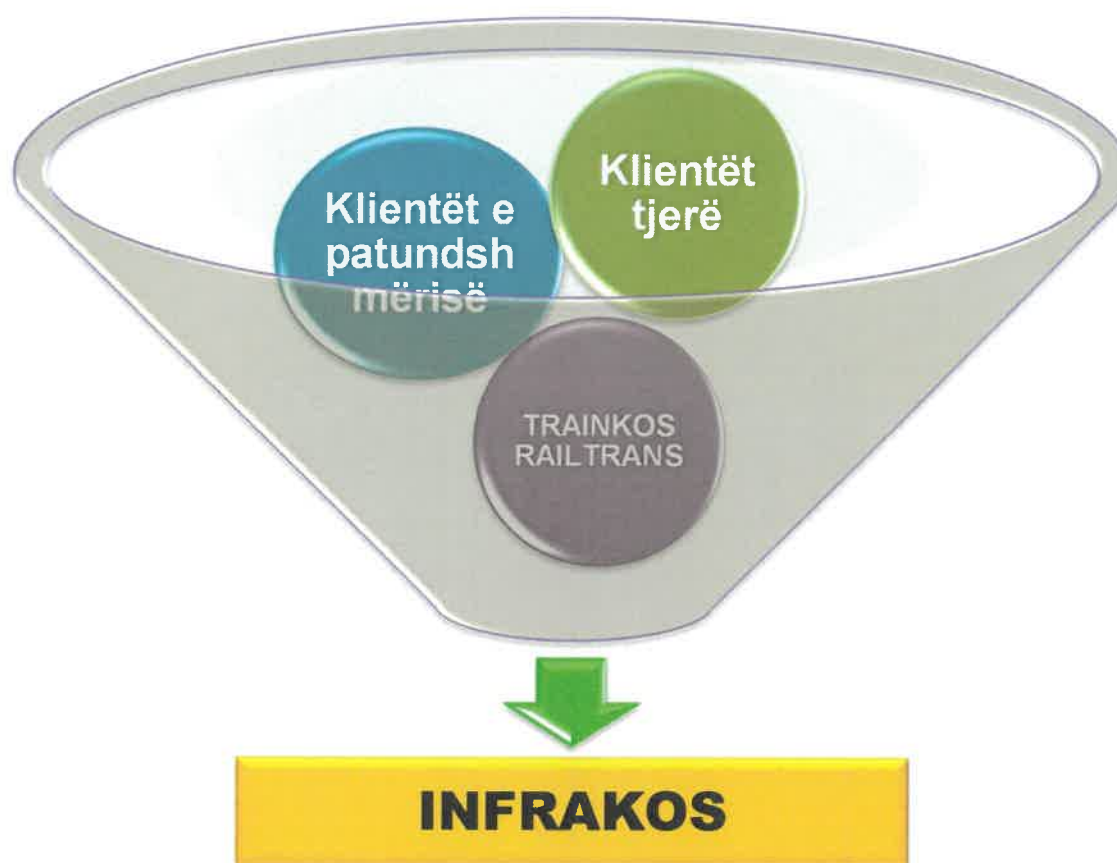 Klientët e
patundsh
mërisë
Klientët
tjerë
TRAINKOS
RAILTRANS
INFRAKOS